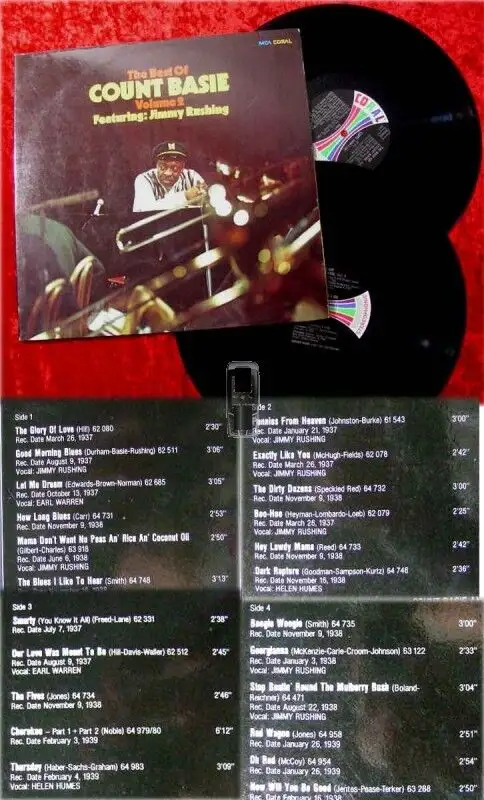 MCA CORAL
The Best Of
COUNT BASIE
Volume 2
Featuring: Jimmy Rushing
CORAL
Side 1
The Glory Of Love (Hill) 62 080
2'30"
Rec. Date March 26, 1937
Good Morning Blues (Durham-Basie-Rushing) 62 511
3'06"
Rec. Date August 9, 1937
Vocal: JIMMY RUSHING
Let Me Dream (Edwards-Brown-Norman) 62 685
3'05"
Rec. Date October 13, 1937
Vocal: EARL WARREN
How Long Blues (Carr) 64 731
2'53"
Rec. Date November 9, 1938
Mama Don't Want No Peas An' Rice An' Coconut Oil
2'50"
(Gilbert-Charles) 63 918
Rec. Date June 6, 1938
Vocal: JIMMY RUSHING
The Blues I Like To Hear (Smith) 64 748
3'13"
Side 2
Pennies From Heaven (Johnston-Burke) 61 543
3'00"
Rec. Date January 21, 1937
Vocal: JIMMY RUSHING
Exactly Like You (McHugh-Fields) 62 078
2'42"
Rec. Date March 26, 1937
Vocal: JIMMY RUSHING
The Dirty Dozens (Speckled Red) 64 732
3'00"
Rec. Date November 9, 1938
Boo-Hoo (Heyman-Lombardo-Loeb) 62 079
2'25"
Rec. Date March 26, 1937
Vocal: JIMMY RUSHING
Hey Lawdy Mama (Reed) 64 733
2'42"
Rec. Date November 9, 1938
Dark Rapture (Goodman-Sampson-Kurtz) 64 746
2'36"
Rec. Date November 16, 1938
Vocal: HELEN HUMES
Side 3
Smarty (You Know It All) (Freed-Lane) 62 331
2'38"
Rec. Date July 7, 1937
Our Love Was Meant To Be (Hill-Davis-Waller) 62 512
2'45"
Rec. Date August 9, 1937
Vocal: EARL WARREN
The Fives (Jones) 64 734
2'46"
Rec. Date November 9, 1938
Cherokee – Part 1 + Part 2 (Noble) 64 979/80
6'12"
Rec. Date February 3, 1939
Thursday (Haber-Sachs-Graham) 64 983
3'09"
Rec. Date February 4, 1939
Vocal: HELEN HUMES
Side 4
Boogie Woogie (Smith) 64 735
3'00"
Rec. Date November 9, 1938
Georgianna (McKenzie-Carle-Croom-Johnson) 63 122
2'33"
Rec. Date January 3, 1938
Vocal: JIMMY RUSHING
Stop Beatin' Round The Mulberry Bush (Boland-
3'04"
Reichner) 64 471
Rec. Date August 22, 1938
Vocal: JIMMY RUSHING
Red Wagon (Jones) 64 958
2'51"
Rec. Date January 26, 1939
Oh Red (McCoy) 64 954
2'54"
Rec. Date January 26, 1939
Now Will You Be Good (Jentes-Pease-Terker) 63 288
2'50"